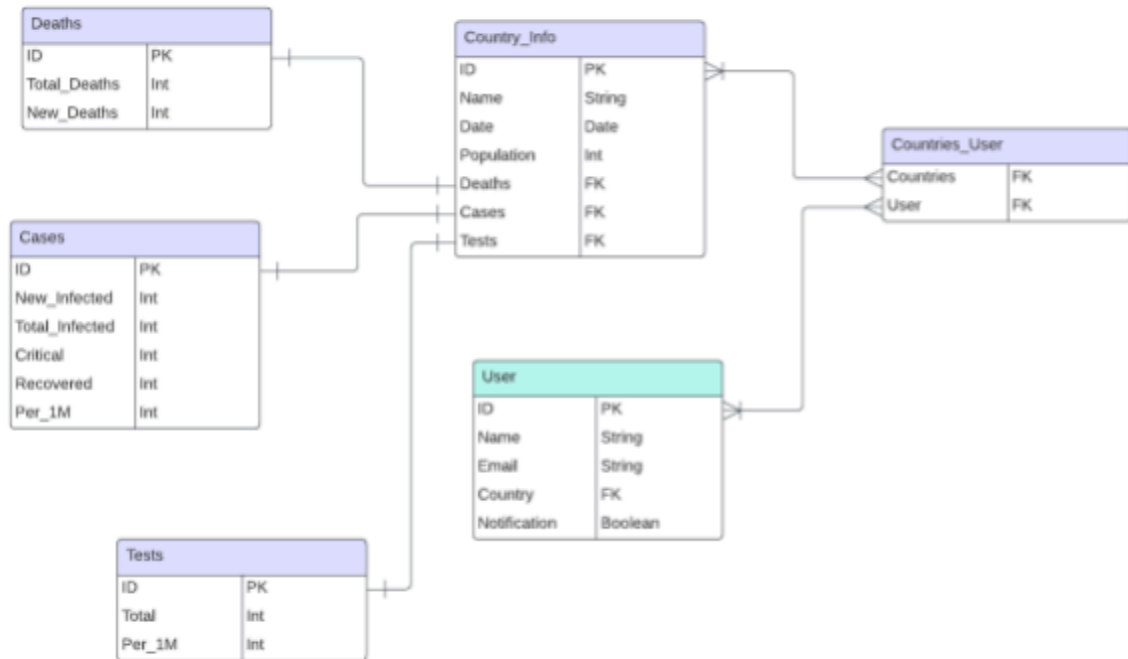 Deaths
ID PK
Total_Deaths Int
New_Deaths Int
Country_Info
ID PK
Name String
Date Date
Population Int
Deaths FK
Cases FK
Tests FK
Countries_User
Countries FK
User FK
Cases
ID PK
New_Infected Int
Total_Infected Int
Critical Int
Recovered Int
Per_1M Int
User
ID PK
Name String
Email String
Country FK
Notification Boolean
Tests
ID PK
Total Int
Per_1M Int